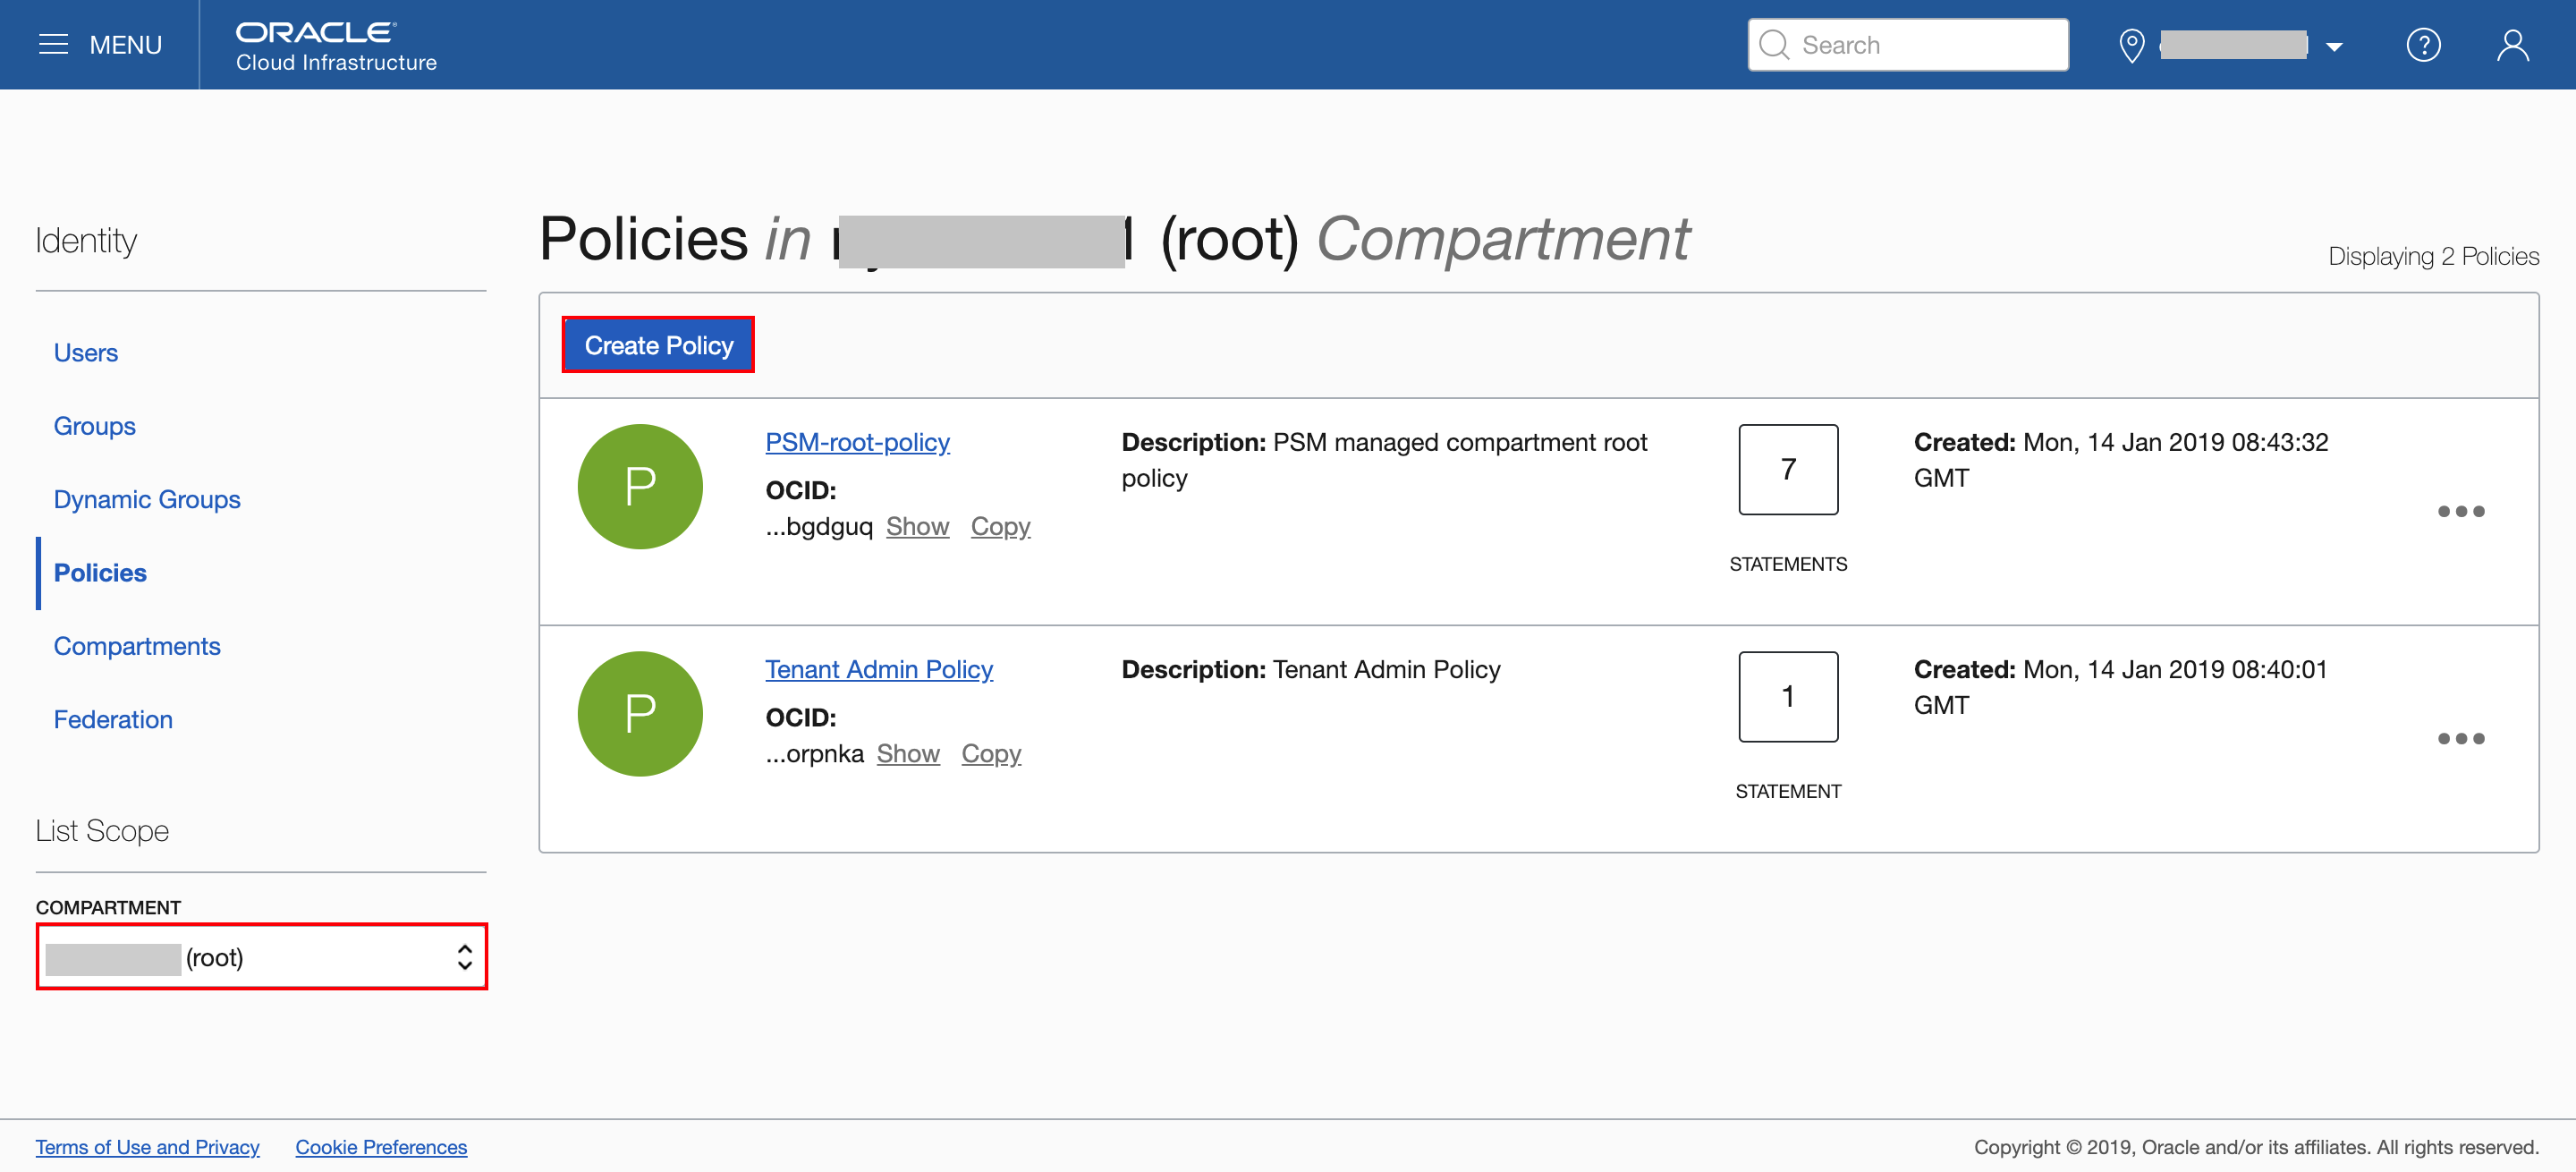 MENU
ORACLE
Cloud Infrastructure
Search
Identity
Users
Groups
Dynamic Groups
Policies
Compartments
Federation
List Scope
COMPARTMENT
(root)
Policies in (root) Compartment
Displaying 2 Policies
Create Policy
P
PSM-root-policy
OCID:
...bgdguq Show Copy
Description: PSM managed compartment root
policy
7
STATEMENTS
Created: Mon, 14 Jan 2019 08:43:32
GMT
P
Tenant Admin Policy
OCID:
...orpnka Show Copy
Description: Tenant Admin Policy
1
STATEMENT
Created: Mon, 14 Jan 2019 08:40:01
GMT
Terms of Use and Privacy Cookie Preferences
Copyright © 2019, Oracle and/or its affiliates. All rights reserved.